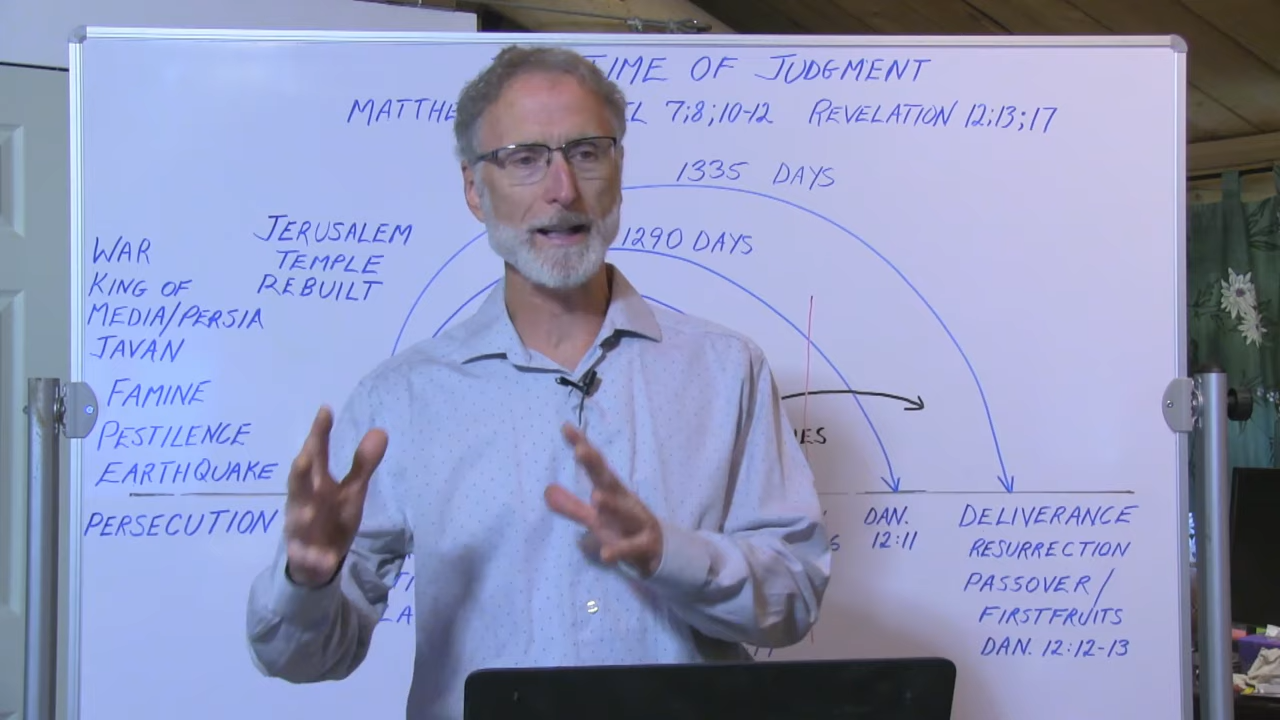 TIME OF JUDGMENT
7;8;10-12 REVELATION 12;13;17
1335 DAYS
1290 DAYS
JERUSALEM
TEMPLE
REBUILT
WAR
KING OF
MEDIA/PERSIA
JAVAN
FAMINE
PESTILENCE
EARTHQUAKE
PERSECUTION
DAN.
12:11
DELIVERANCE
RESURRECTION
PASSOVER/
FIRSTFRUITS
DAN. 12:12-13